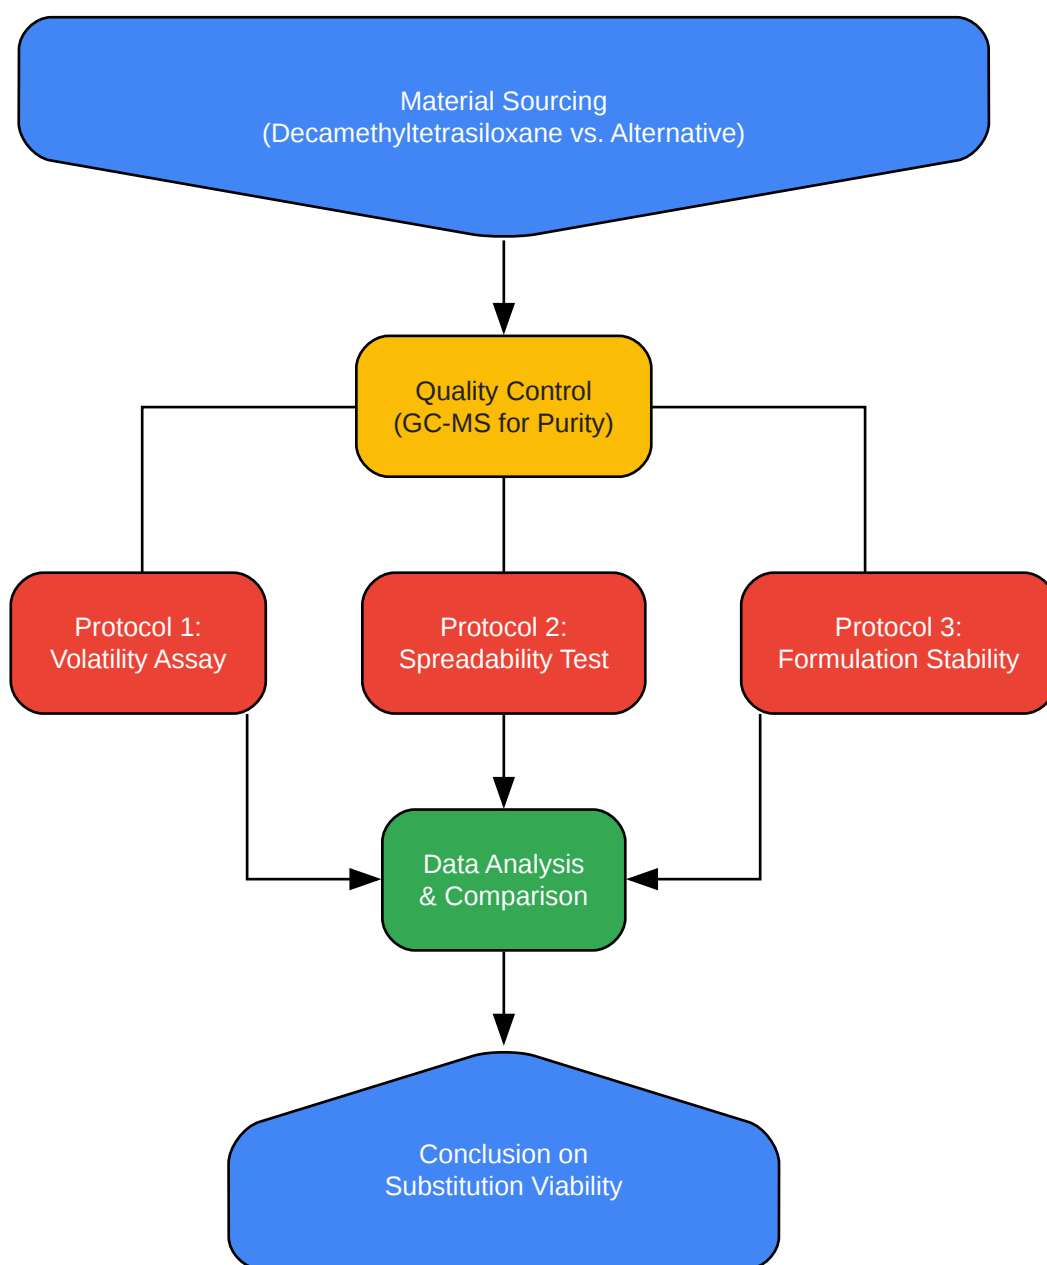 Material Sourcing
(Decamethyltetrasiloxane vs. Alternative)
Quality Control
(GC-MS for Purity)
Protocol 1:
Volatility Assay
Protocol 2:
Spreadability Test
Protocol 3:
Formulation Stability
Data Analysis
& Comparison
Conclusion on
Substitution Viability